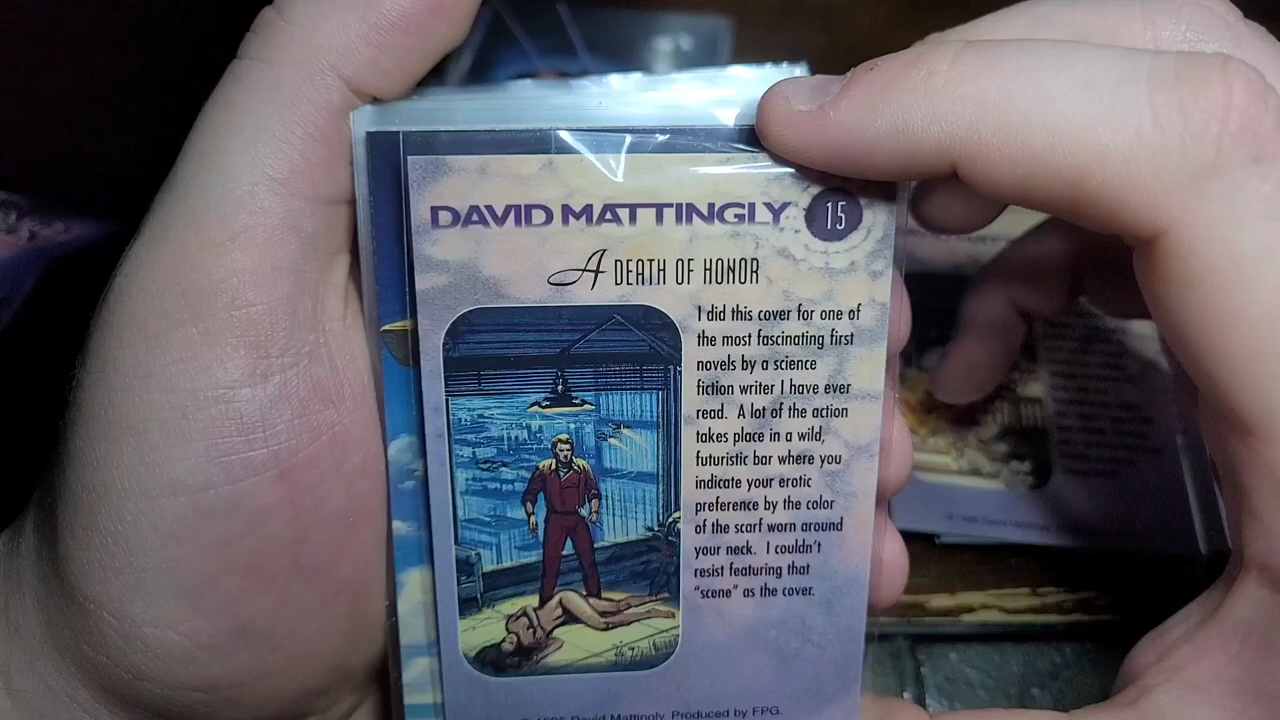 DAVID MATTINGLY 15
A DEATH OF HONOR
I did this cover for one of
the most fascinating first
novels by a science
fiction writer I have ever
read. A lot of the action
takes place in a wild,
futuristic bar where you
indicate your erotic
preference by the color
of the scarf worn around
your neck. I couldn't
resist featuring that
"scene" as the cover.
© 1995 David Mattingly. Produced by FPG.